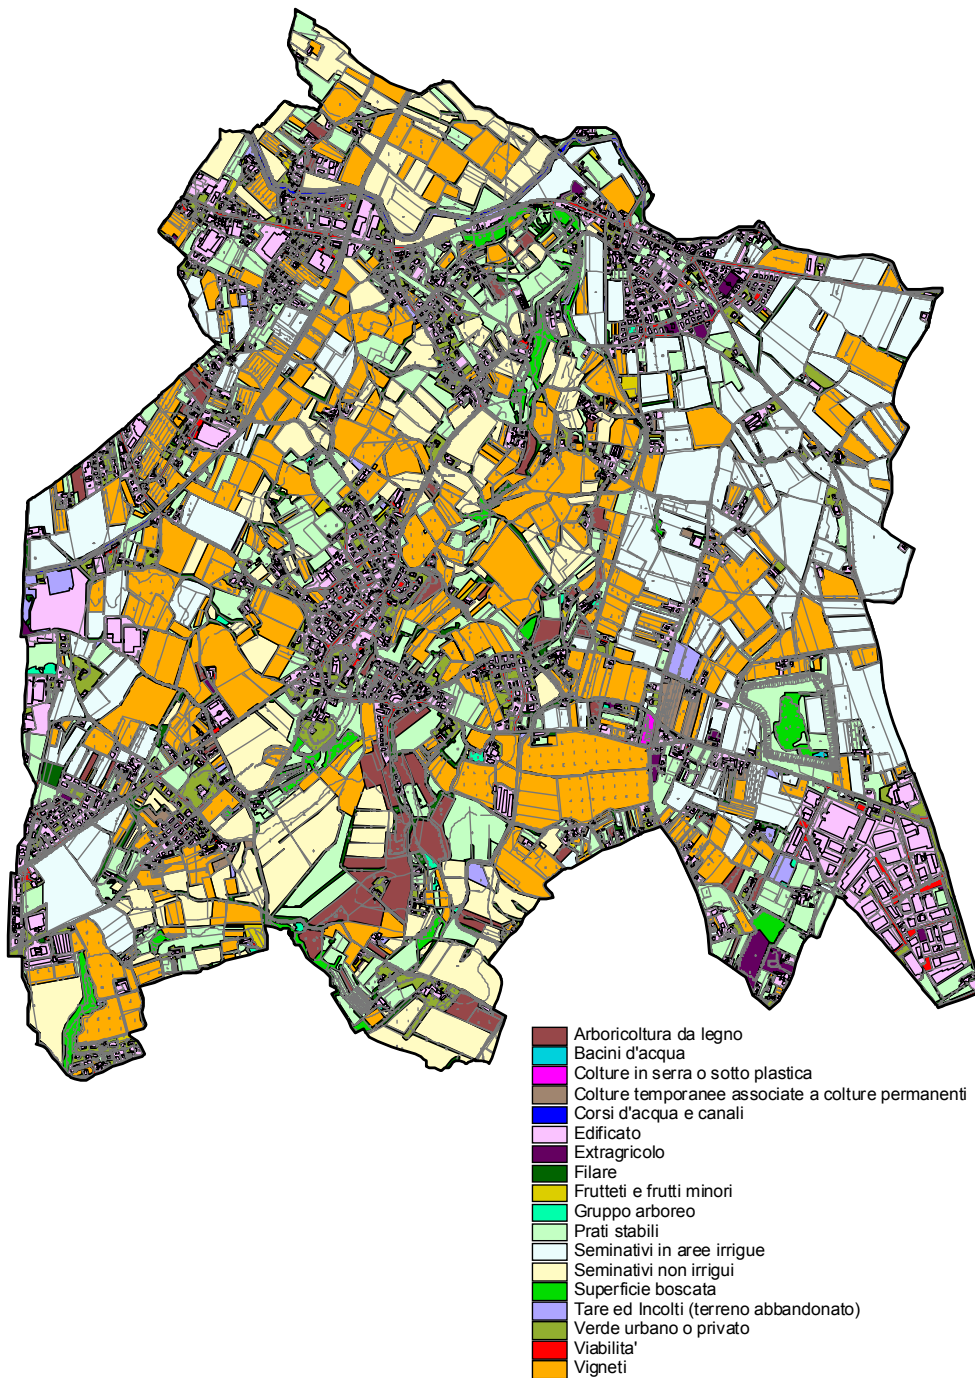 Arboricoltura da legno
Bacini d'acqua
Colture in serra o sotto plastica
Colture temporanee associate a colture permanenti
Corsi d'acqua e canali
Edificato
Extragricolo
Filare
Frutteti e frutti minori
Gruppo arboreo
Prati stabili
Seminativi in aree irrigue
Seminativi non irrigui
Superficie boscata
Tare ed Incolti (terreno abbandonato)
Verde urbano o privato
Viabilita'
Vigneti